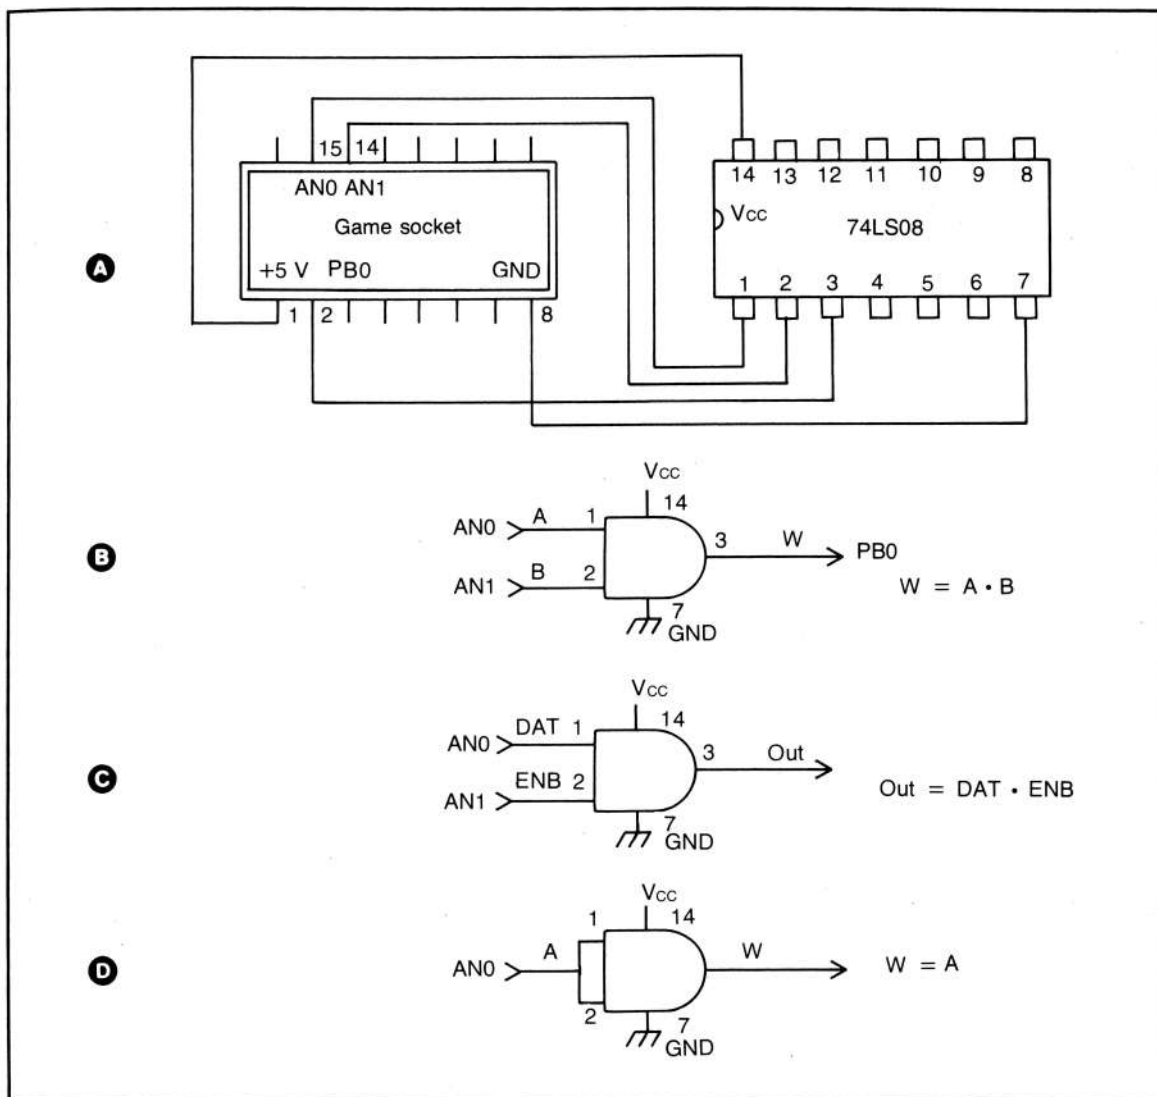 15 14
AN0 AN1
Game socket
+5 V PB0 GND
1 2 8
14 13 12 11 10 9 8
Vcc
74LS08
1 2 3 4 5 6 7
A
Vcc
14
AN0 A 1
3 W PB0
B
AN1 B 2
W = A • B
7
GND
Vcc
14
AN0 DAT 1
3 Out
C
AN1 ENB 2
Out = DAT • ENB
7
GND
Vcc
1 14
AN0 A W
W = A
D
2 7
GND